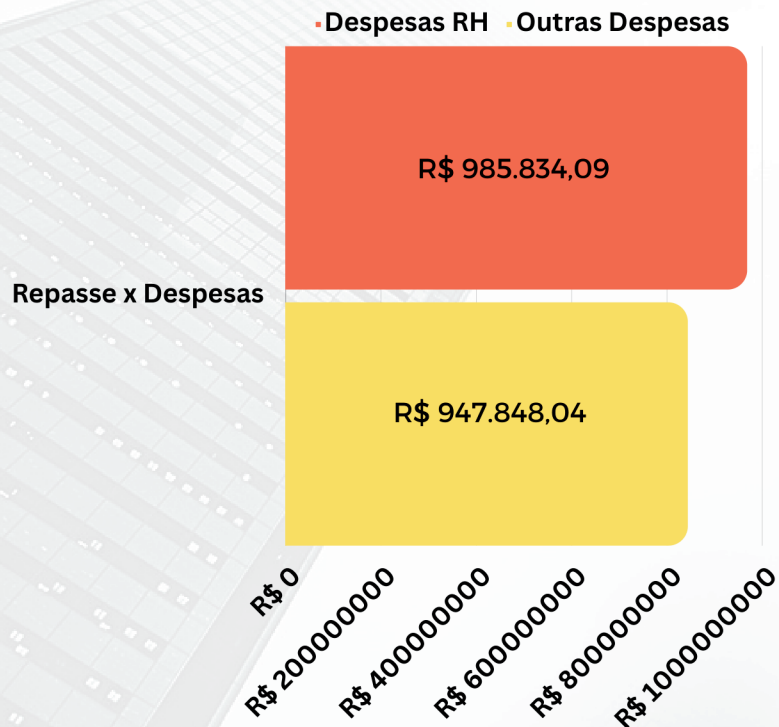 Despesas RH Outras Despesas
R$ 985.834,09
Repasse x Despesas
R$ 947.848,04
R$ 0
R$ 200000000
R$ 400000000
R$ 600000000
R$ 800000000
R$ 1000000000